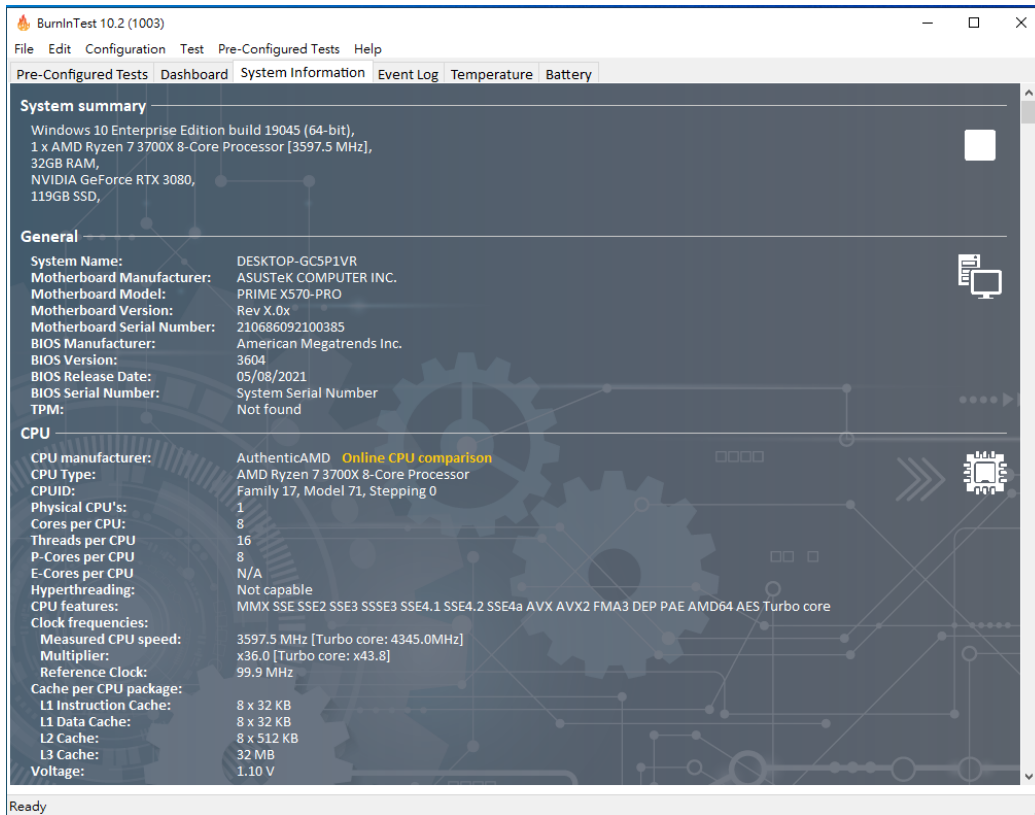 BurnInTest 10.2 (1003)
File Edit Configuration Test Pre-Configured Tests Help
Pre-Configured Tests Dashboard System Information Event Log Temperature Battery
System summary
Windows 10 Enterprise Edition build 19045 (64-bit),
1 x AMD Ryzen 7 3700X 8-Core Processor [3597.5 MHz],
32GB RAM,
NVIDIA GeForce RTX 3080,
119GB SSD,
General
System Name: DESKTOP-GC5P1VR
Motherboard Manufacturer: ASUSTeK COMPUTER INC.
Motherboard Model: PRIME X570-PRO
Motherboard Version: Rev X.0x
Motherboard Serial Number: 210686092100385
BIOS Manufacturer: American Megatrends Inc.
BIOS Version: 3604
BIOS Release Date: 05/08/2021
BIOS Serial Number: System Serial Number
TPM: Not found
CPU
CPU manufacturer: AuthenticAMD Online CPU comparison
CPU Type: AMD Ryzen 7 3700X 8-Core Processor
CPUID: Family 17, Model 71, Stepping 0
Physical CPU's: 1
Cores per CPU: 8
Threads per CPU 16
P-Cores per CPU 8
E-Cores per CPU N/A
Hyperthreading: Not capable
CPU features: MMX SSE SSE2 SSE3 SSSE3 SSE4.1 SSE4.2 SSE4a AVX AVX2 FMA3 DEP PAE AMD64 AES Turbo core
Clock frequencies:
Measured CPU speed: 3597.5 MHz [Turbo core: 4345.0MHz]
Multiplier: x36.0 [Turbo core: x43.8]
Reference Clock: 99.9 MHz
Cache per CPU package:
L1 Instruction Cache: 8 x 32 KB
L1 Data Cache: 8 x 32 KB
L2 Cache: 8 x 512 KB
L3 Cache: 32 MB
Voltage: 1.10 V
Ready